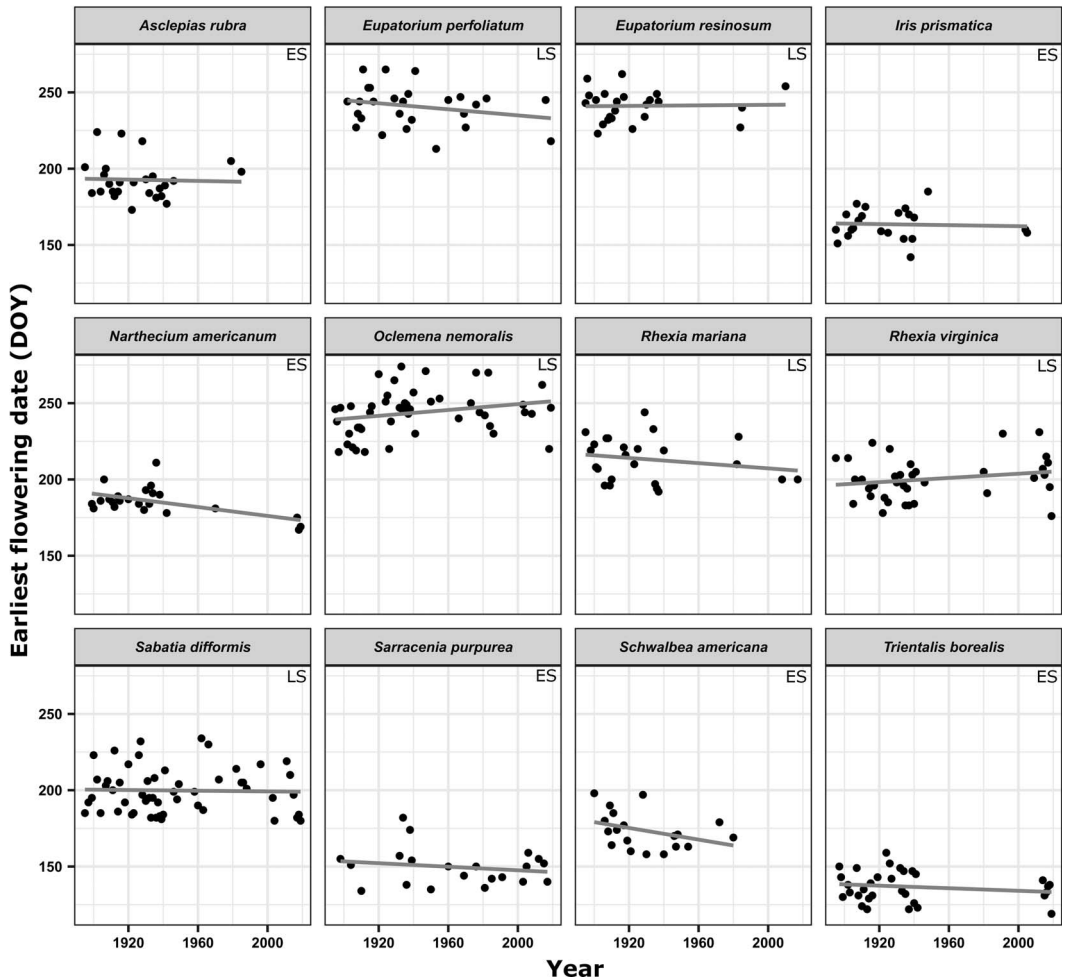 Asclepias rubra
Eupatorium perfoliatum
Eupatorium resinosum
Iris prismatica
ES
LS
LS
ES
250
200
150
Narthecium americanum
Oclemena nemoralis
Rhexia mariana
Rhexia virginica
ES
LS
LS
LS
250
200
150
Sabatia difformis
Sarracenia purpurea
Schwalbea americana
Trientalis borealis
LS
ES
ES
ES
250
200
150
1920 1960 2000
1920 1960 2000
1920 1960 2000
1920 1960 2000
Year
Earliest flowering date (DOY)